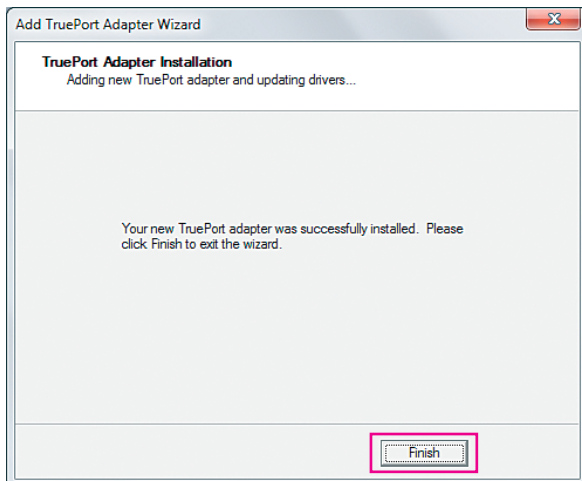 Add TruePort Adapter Wizard
TruePort Adapter Installation
Adding new TruePort adapter and updating drivers...
Your new TruePort adapter was successfully installed. Please
click Finish to exit the wizard.
Finish